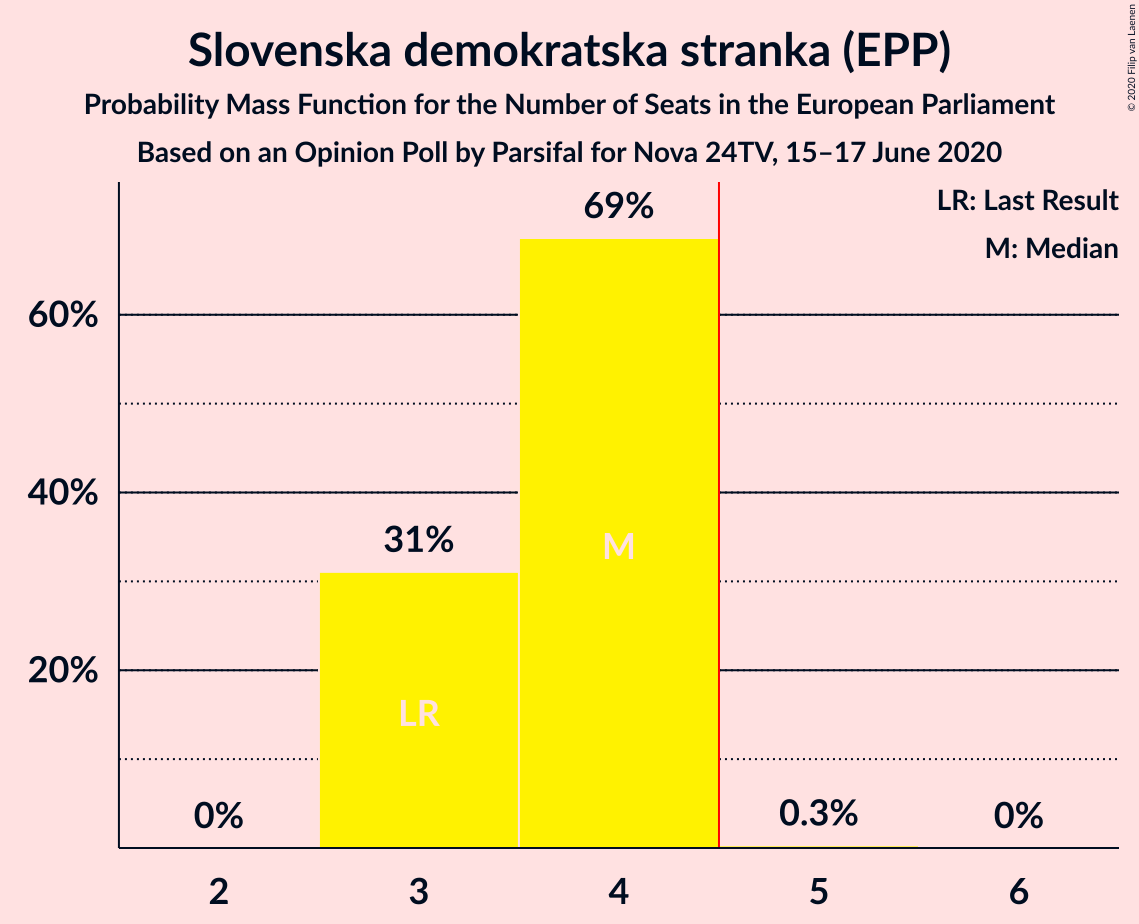 Slovenska demokratska stranka (EPP)
Probability Mass Function for the Number of Seats in the European Parliament
Based on an Opinion Poll by Parsifal for Nova 24TV, 15–17 June 2020
© 2020 Filip van Laenen
LR: Last Result
M: Median
69%
60%
40%
31%
M
20%
LR
0%
0.3%
0%
2 3 4 5 6